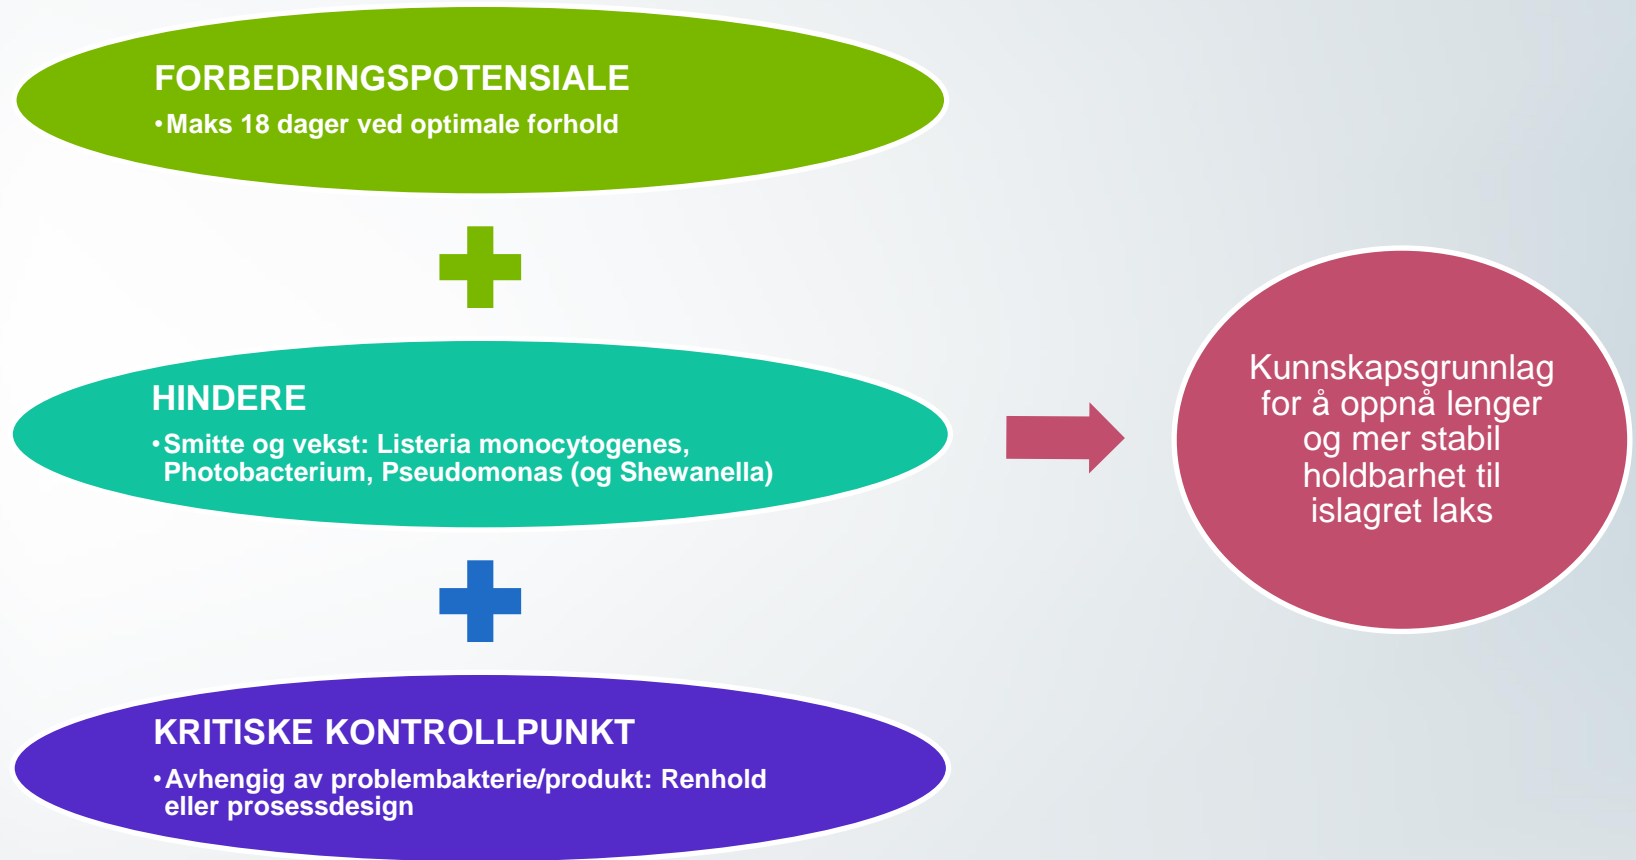 FORBEDRINGSPOTENSIALE
•Maks 18 dager ved optimale forhold
HINDERE
•Smitte og vekst: Listeria monocytogenes,
Photobacterium, Pseudomonas (og Shewanella)
KRITISKE KONTROLLPUNKT
•Avhengig av problembakterie/produkt: Renhold
eller prosessdesign
Kunnskapsgrunnlag
for å oppnå lenger
og mer stabil
holdbarhet til
islagret laks